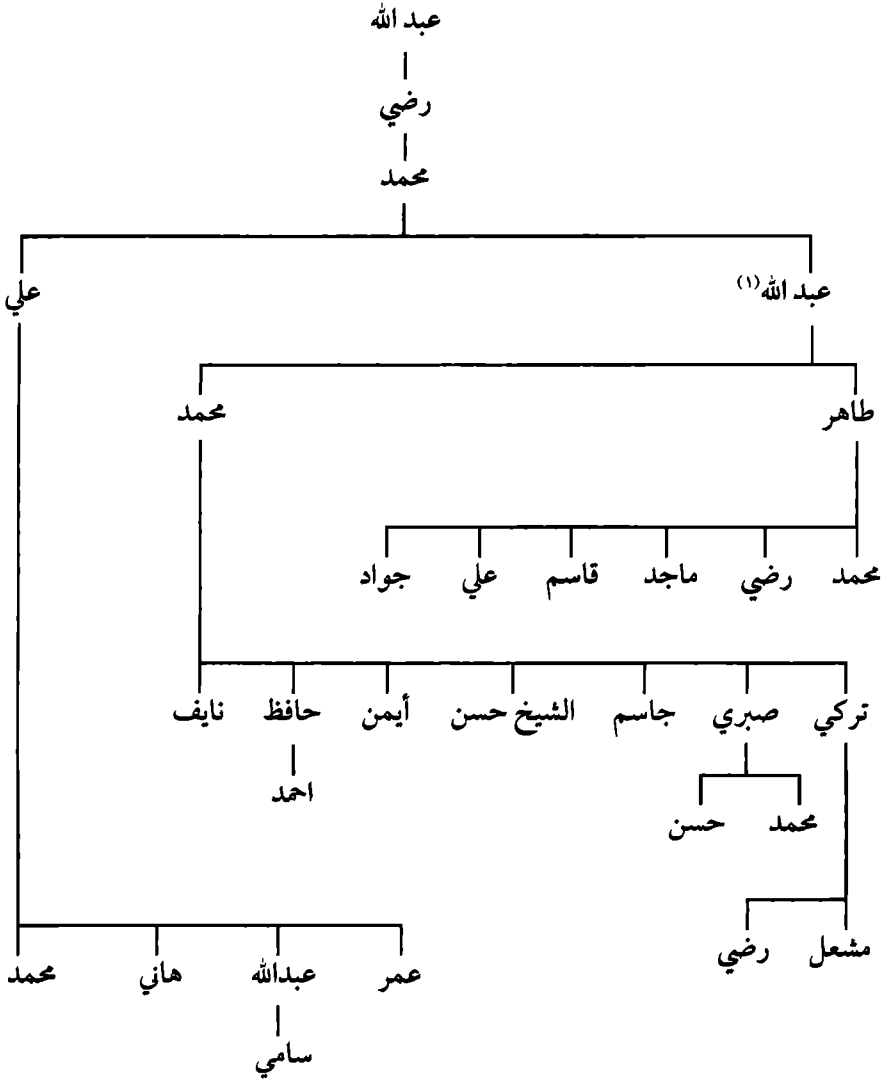 عبد الله
رضي
محمد
عبد الله(١) علي
طاهر محمد
محمد رضي ماجد قاسم علي جواد
تركي صبري جاسم الشيخ حسن أيمن حافظ نايف
احمد
محمد حسن
مشعل رضي
عمر عبدالله هاني محمد
سامي